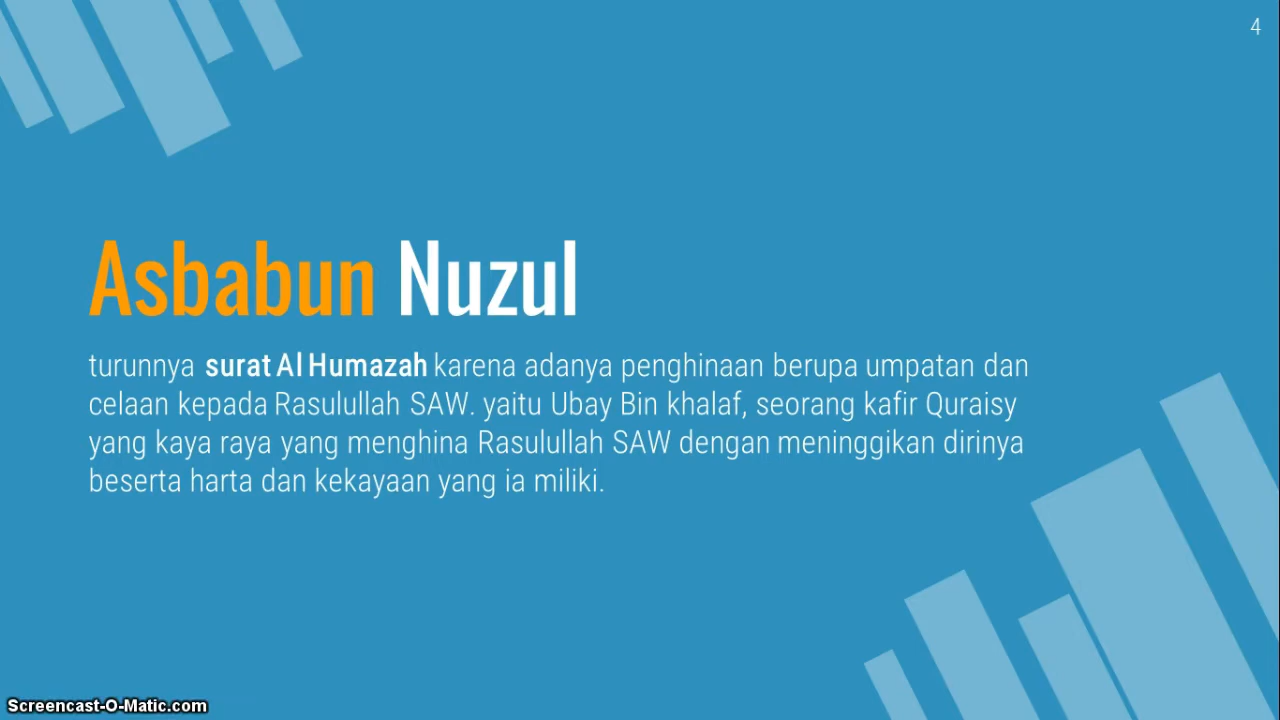 4
Asbabun Nuzul
turunnya surat Al Humazah karena adanya penghinaan berupa umpatan dan
celaan kepada Rasulullah SAW. yaitu Ubay Bin khalaf, seorang kafir Quraisy
yang kaya raya yang menghina Rasulullah SAW dengan meninggikan dirinya
beserta harta dan kekayaan yang ia miliki.
Screencast-O-Matic.com